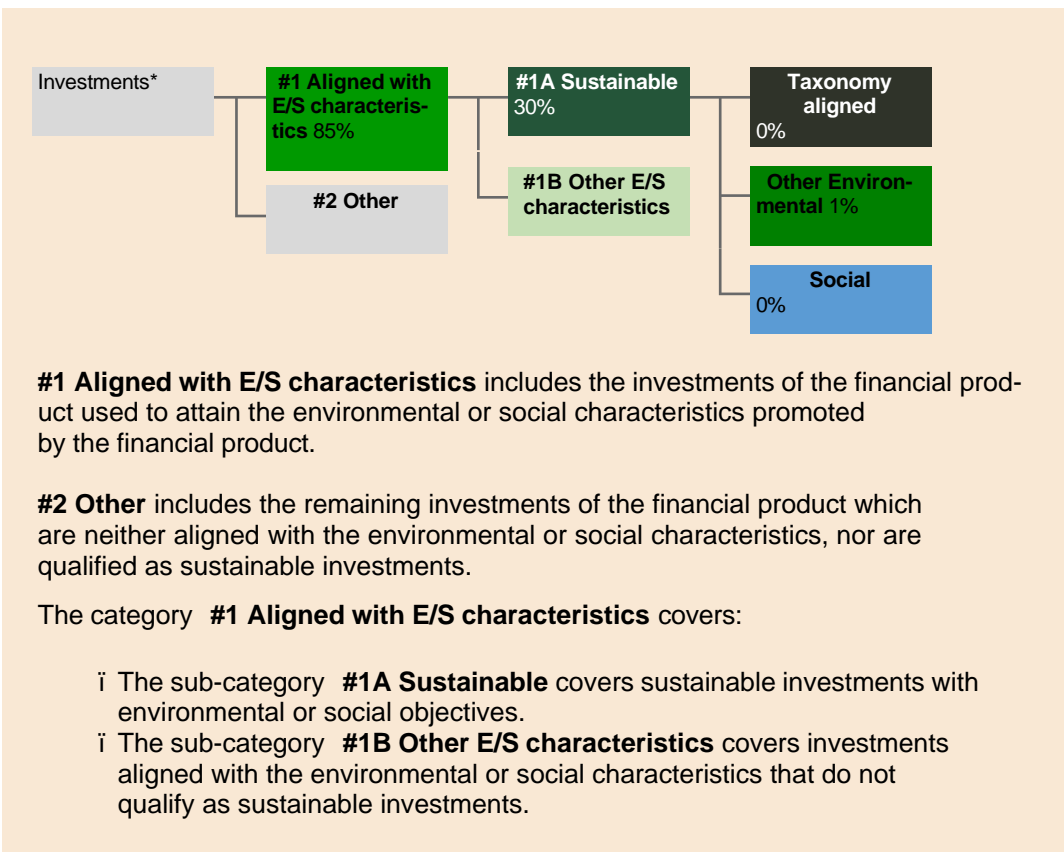 Investments*
#1 Aligned with
E/S characteris-
tics 85%
#2 Other
#1A Sustainable
30%
#1B Other E/S
characteristics
Taxonomy
aligned
0%
Other Environ-
mental 1%
Social
0%
#1 Aligned with E/S characteristics includes the investments of the financial prod-
uct used to attain the environmental or social characteristics promoted
by the financial product.
#2 Other includes the remaining investments of the financial product which
are neither aligned with the environmental or social characteristics, nor are
qualified as sustainable investments.
The category #1 Aligned with E/S characteristics covers:
ï The sub-category #1A Sustainable covers sustainable investments with
environmental or social objectives.
ï The sub-category #1B Other E/S characteristics covers investments
aligned with the environmental or social characteristics that do not
qualify as sustainable investments.